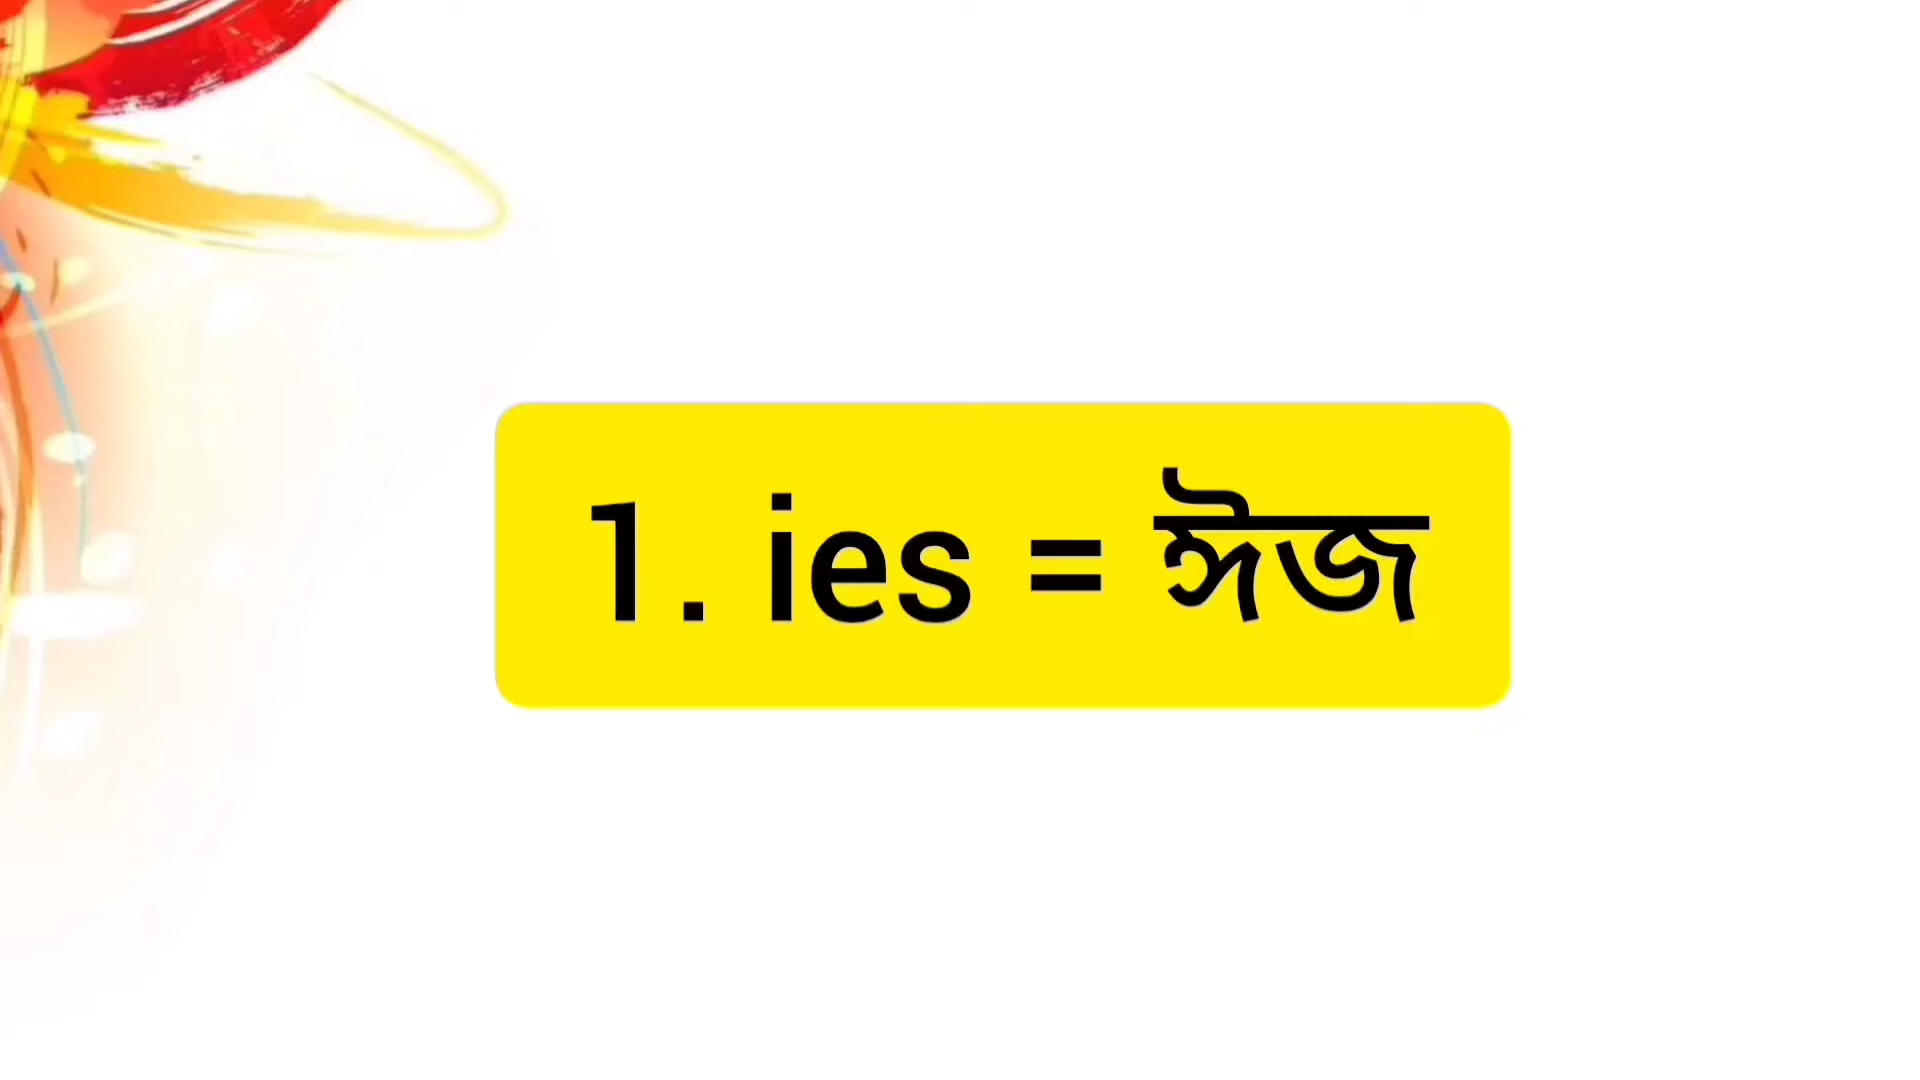 1. ies = ঈজ